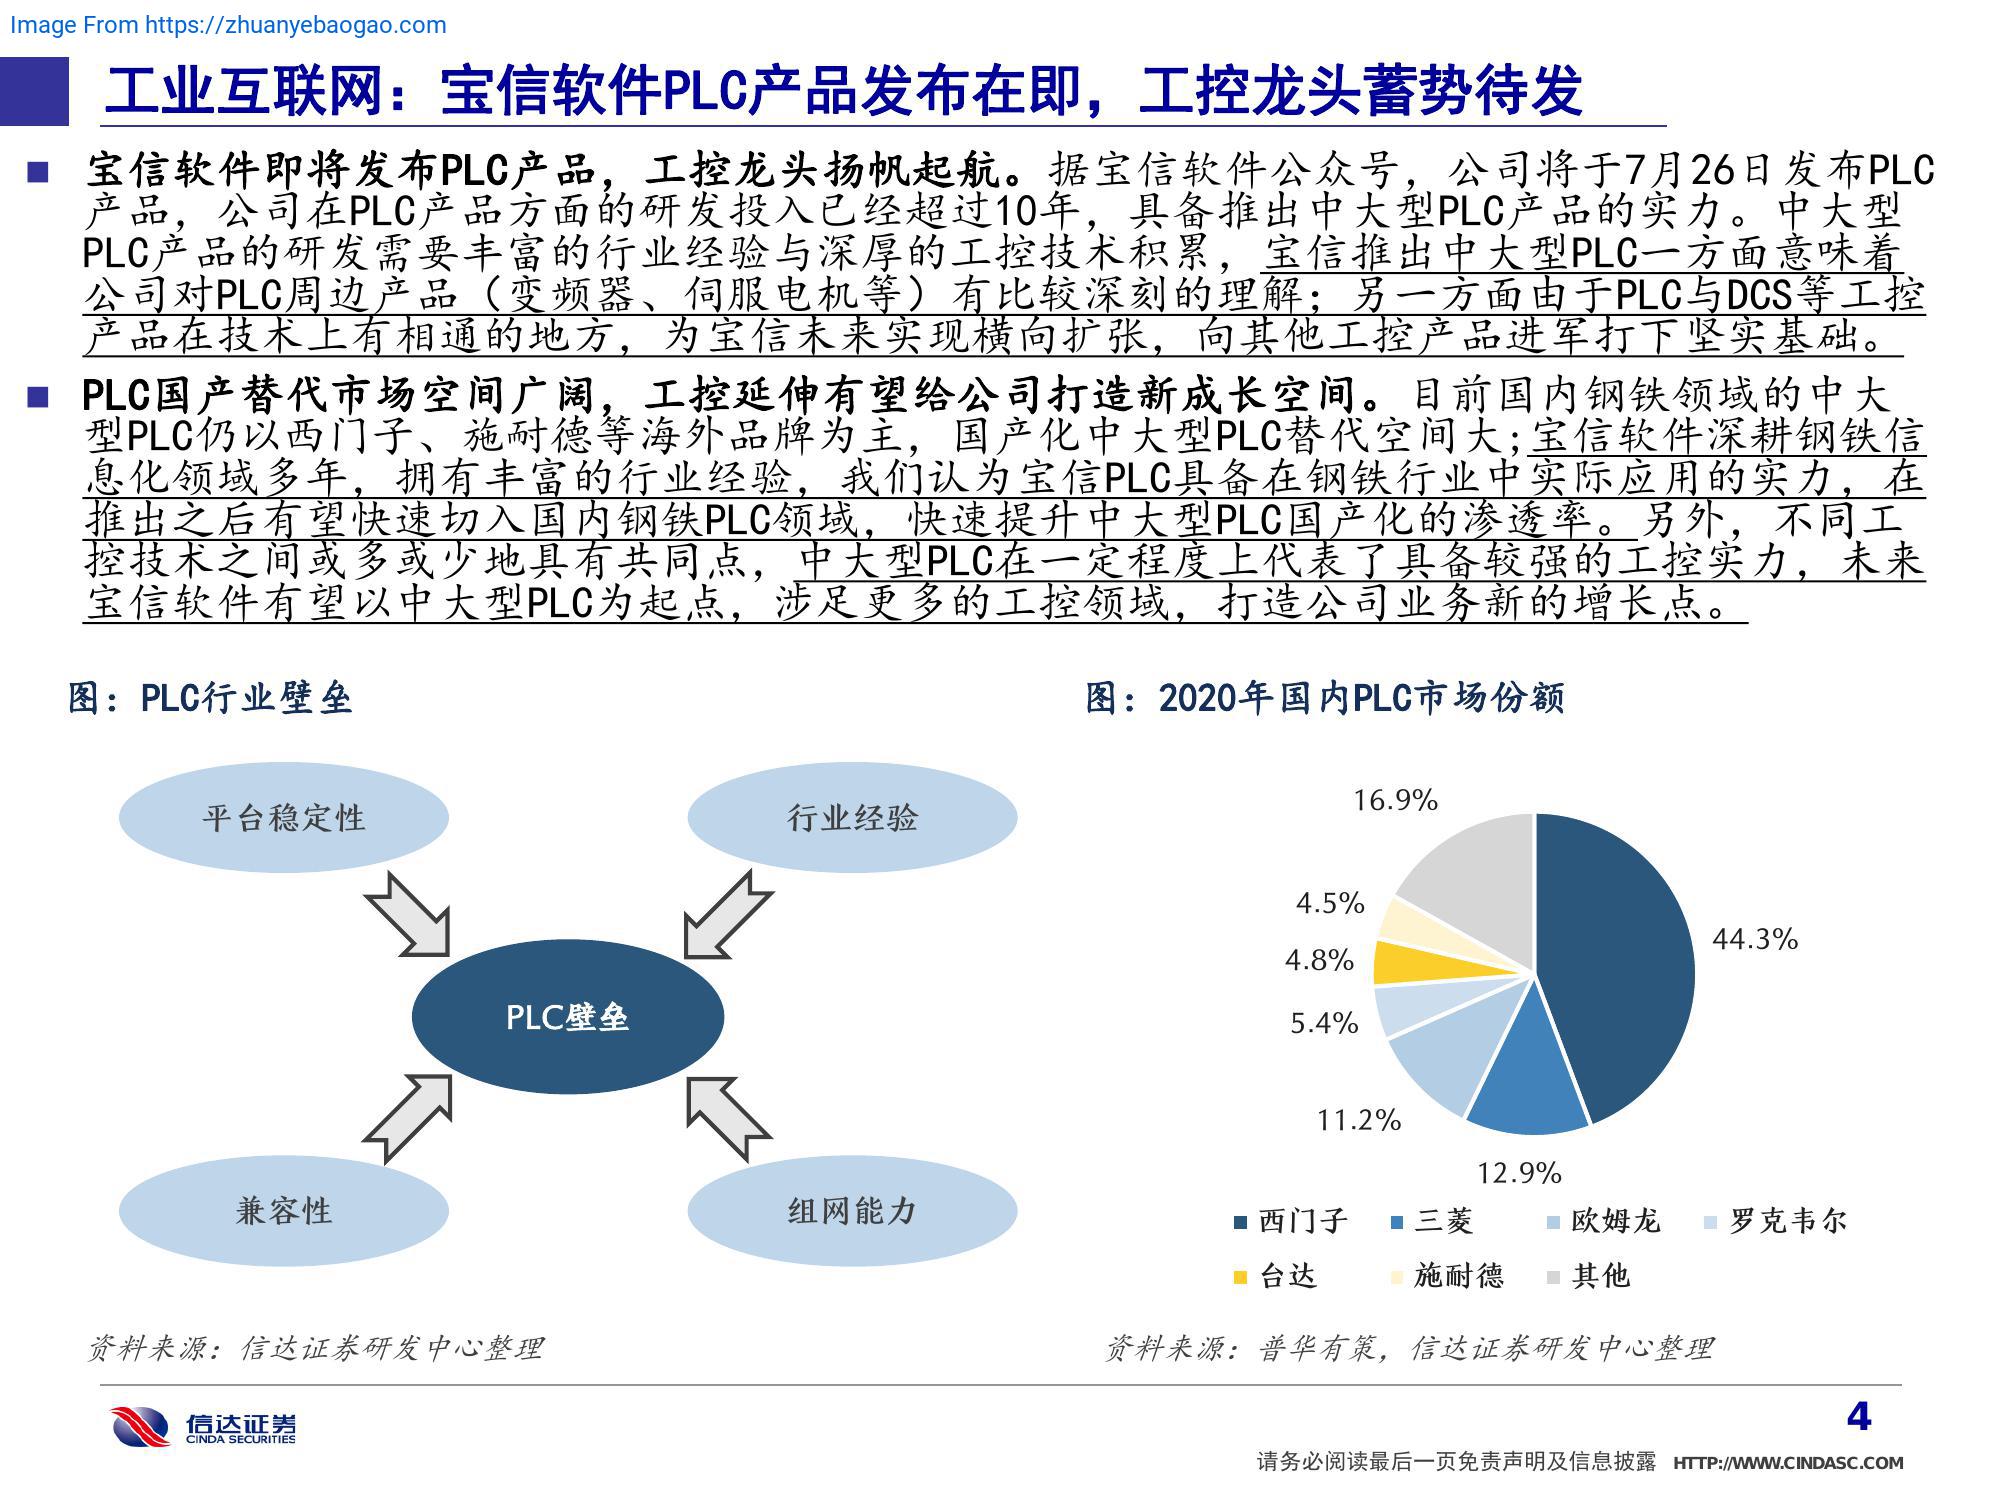 Image From https://zhuanyebaogao.com
工业互联网：宝信软件PLC产品发布在即，工控龙头蓄势待发
宝信软件即将发布PLC产品，工控龙头扬帆起航。据宝信软件公众号，公司将于7月26日发布PLC
产品，公司在PLC产品方面的研发投入已经超过10年，具备推出中大型PLC产品的实力。中大型
PLC产品的研发需要丰富的行业经验与深厚的工控技术积累，宝信推出中大型PLC一方面意味着
公司对PLC周边产品（变频器、伺服电机等）有比较深刻的理解；另一方面由于PLC与DCS等工控
产品在技术上有相通的地方，为宝信未来实现横向扩张，向其他工控产品进军打下坚实基础。
PLC国产替代市场空间广阔，工控延伸有望给公司打造新成长空间。目前国内钢铁领域的中大
型PLC仍以西门子、施耐德等海外品牌为主，国产化中大型PLC替代空间大;宝信软件深耕钢铁信
息化领域多年，拥有丰富的行业经验，我们认为宝信PLC具备在钢铁行业中实际应用的实力，在
推出之后有望快速切入国内钢铁PLC领域，快速提升中大型PLC国产化的渗透率。另外，不同工
控技术之间或多或少地具有共同点，中大型PLC在一定程度上代表了具备较强的工控实力，未来
宝信软件有望以中大型PLC为起点，涉足更多的工控领域，打造公司业务新的增长点。
图：PLC行业壁垒
平台稳定性
行业经验
PLC壁垒
兼容性
组网能力
资料来源：信达证券研发中心整理
图：2020年国内PLC市场份额
16.9%
4.5%
44.3%
4.8%
5.4%
11.2%
12.9%
西门子 三菱 欧姆龙 罗克韦尔
台达 施耐德 其他
资料来源：普华有策，信达证券研发中心整理
信达证券
CINDA SECURITIES
4
请务必阅读最后一页免责声明及信息披露 HTTP://WWW.CINDASC.COM